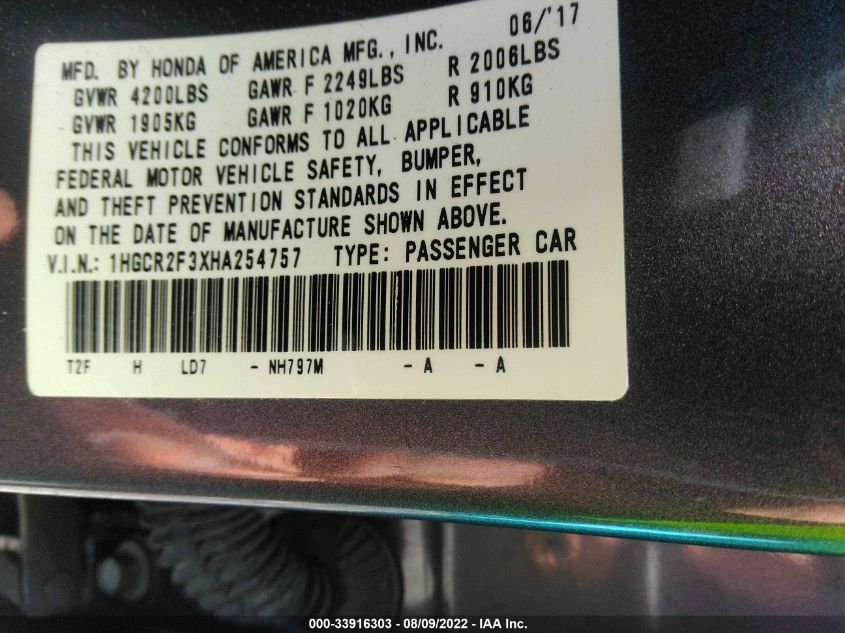 MFD. BY HONDA OF AMERICA MFG., INC. 06/'17
GVWR 4200LBS GAWR F 2249LBS R 2006LBS
GVWR 1905KG GAWR F 1020KG R 910KG
THIS VEHICLE CONFORMS TO ALL APPLICABLE
FEDERAL MOTOR VEHICLE SAFETY, BUMPER,
AND THEFT PREVENTION STANDARDS IN EFFECT
ON THE DATE OF MANUFACTURE SHOWN ABOVE.
V.I.N.: 1HGCR2F3XHA254757 TYPE: PASSENGER CAR
T2F H LD7 - NH797M - A - A
000-33916303 - 08/09/2022 - IAA Inc.